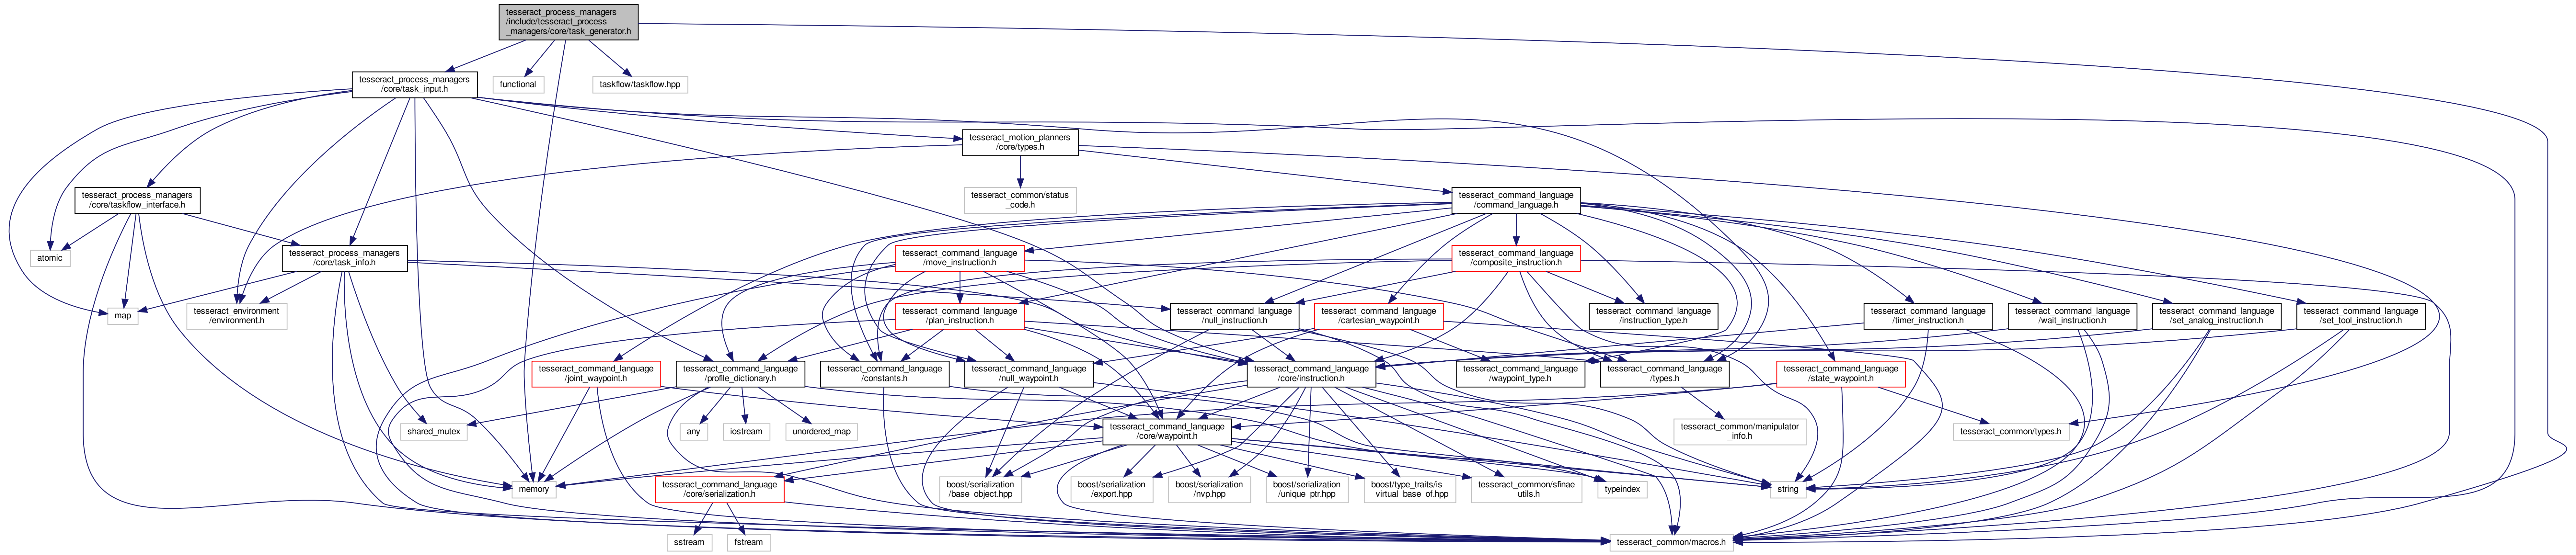 tesseract_process_managers
/include/tesseract_process
_managers/core/task_generator.h
tesseract_process_managers
/core/task_input.h
functional
taskflow/taskflow.hpp
tesseract_motion_planners
/core/types.h
tesseract_process_managers
/core/taskflow_interface.h
tesseract_common/status
_code.h
tesseract_command_language
/command_language.h
atomic
tesseract_process_managers
/core/task_info.h
tesseract_command_language
/move_instruction.h
tesseract_command_language
/composite_instruction.h
map
tesseract_environment
/environment.h
tesseract_command_language
/plan_instruction.h
tesseract_command_language
/null_instruction.h
tesseract_command_language
/cartesian_waypoint.h
tesseract_command_language
/instruction_type.h
tesseract_command_language
/timer_instruction.h
tesseract_command_language
/wait_instruction.h
tesseract_command_language
/set_analog_instruction.h
tesseract_command_language
/set_tool_instruction.h
tesseract_command_language
/joint_waypoint.h
tesseract_command_language
/profile_dictionary.h
tesseract_command_language
/constants.h
tesseract_command_language
/null_waypoint.h
tesseract_command_language
/core/instruction.h
tesseract_command_language
/waypoint_type.h
tesseract_command_language
/types.h
tesseract_command_language
/state_waypoint.h
shared_mutex
any
iostream
unordered_map
tesseract_command_language
/core/waypoint.h
tesseract_common/manipulator
_info.h
tesseract_common/types.h
memory
tesseract_command_language
/core/serialization.h
boost/serialization
/base_object.hpp
boost/serialization
/export.hpp
boost/serialization
/nvp.hpp
boost/serialization
/unique_ptr.hpp
boost/type_traits/is
_virtual_base_of.hpp
tesseract_common/sfinae
_utils.h
typeindex
string
sstream
fstream
tesseract_common/macros.h